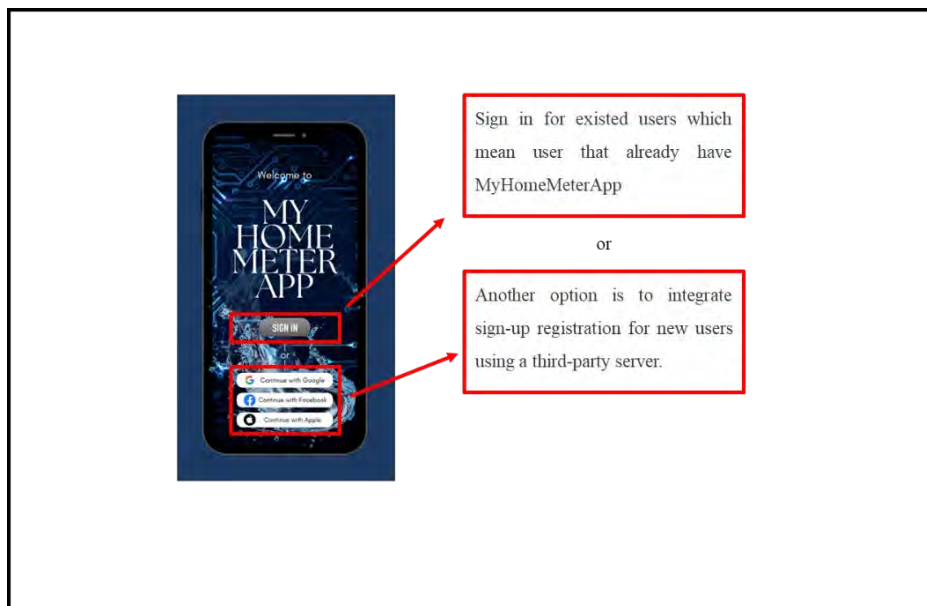 Welcome to
MY
HOME
METER
APP
SIGN IN
or
Continue with Google
Continue with Facebook
Continue with Apple
Sign in for existed users which
mean user that already have
MyHomeMeterApp
or
Another option is to integrate
sign-up registration for new users
using a third-party server.